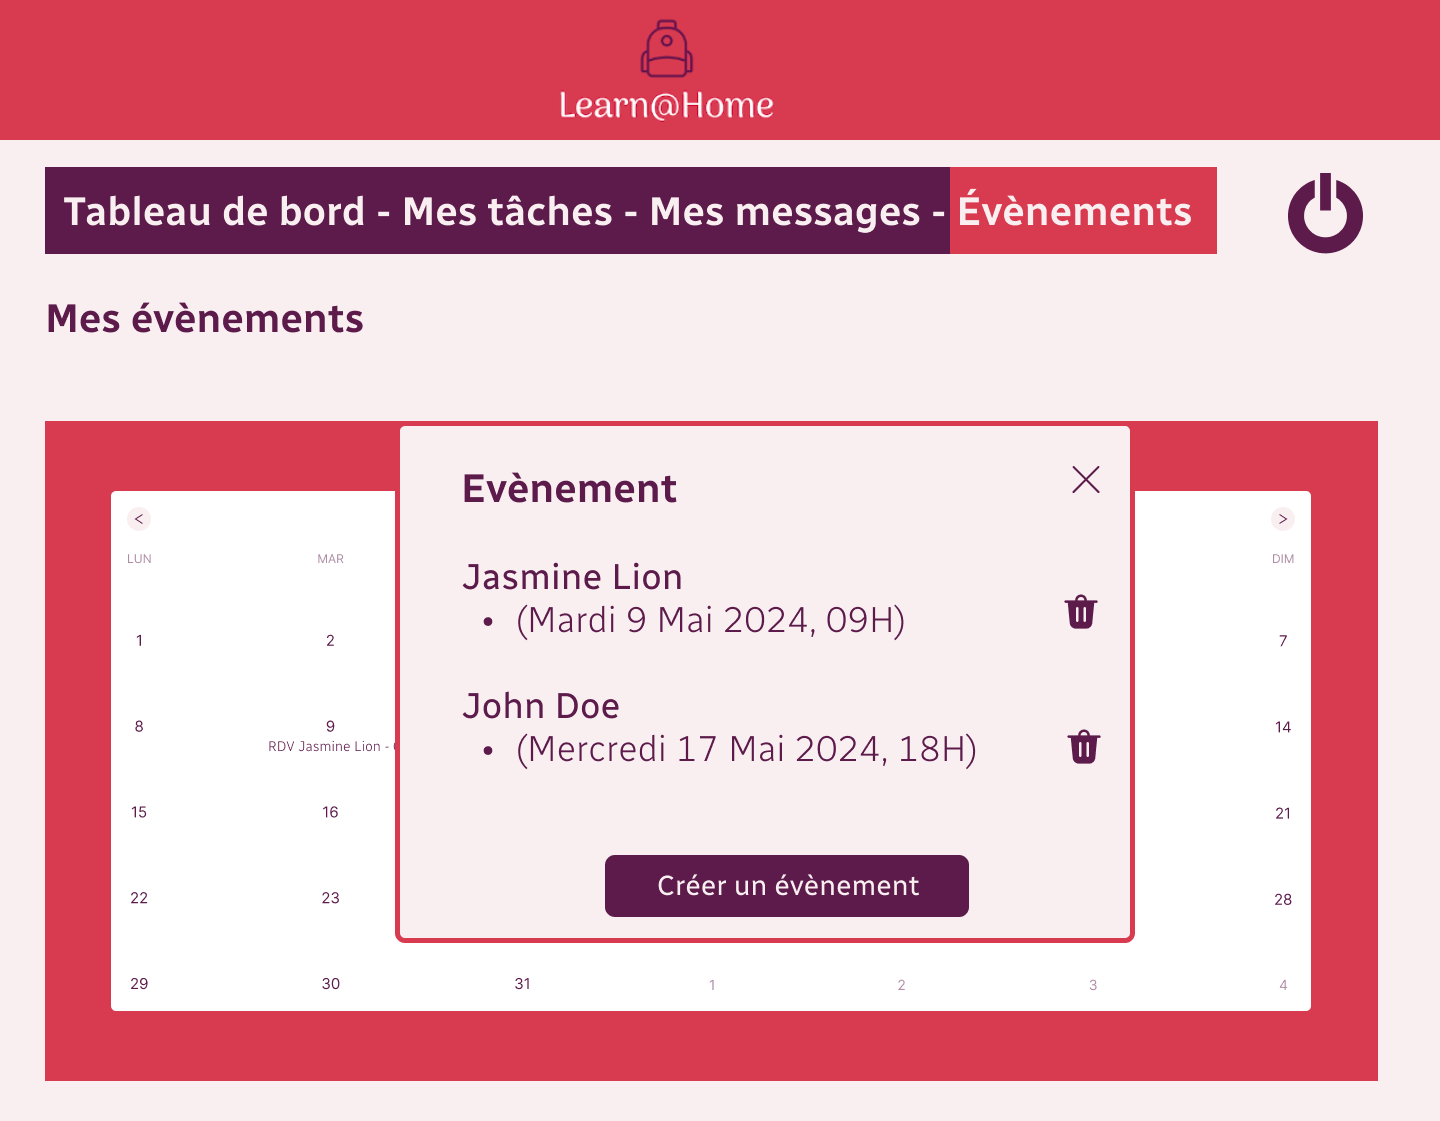 Learn@Home
Tableau de bord - Mes tâches - Mes messages - Évènements
Mes évènements
Evènement
Jasmine Lion
• (Mardi 9 Mai 2024, 09H)
John Doe
• (Mercredi 17 Mai 2024, 18H)
Créer un évènement
< >
LUN MAR DIM
1 2 7
8 9 14
RDV Jasmine Lion -
15 16 21
22 23 28
29 30 31 1 2 3 4